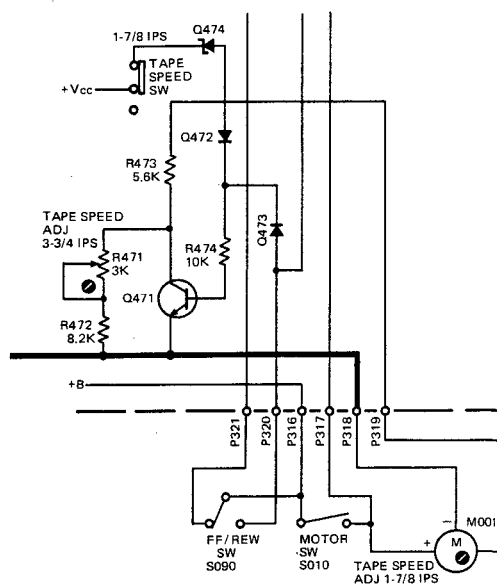 1-7/8 IPS
Q474
TAPE
SPEED
SW
+Vcc
Q472
R473
5.6K
TAPE SPEED
ADJ
3-3/4 IPS
R471
3K
R474
10K
Q473
Q471
R472
8.2K
+B
P321
P320
P316
P317
P318
P319
FF/REW
SW
S090
MOTOR
SW
S010
−
M001
+
M
TAPE SPEED
ADJ 1-7/8 IPS